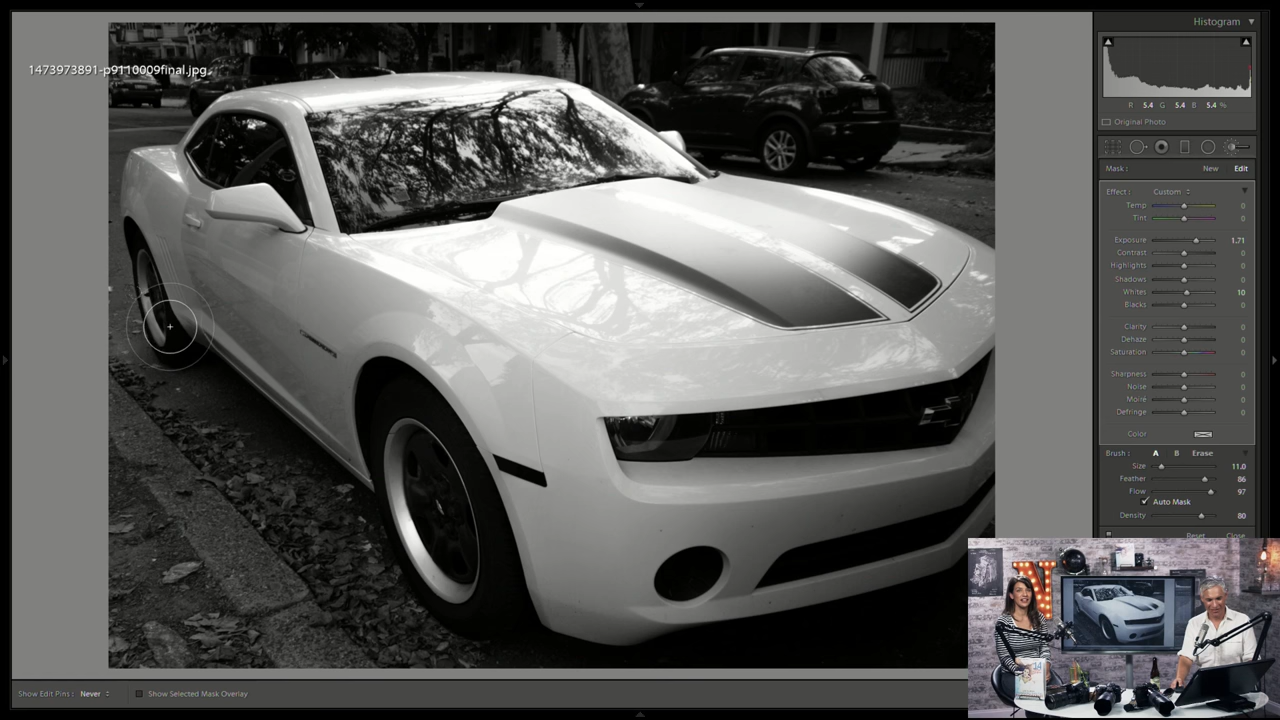 Histogram
1473973891-p9110009final.jpg
R 5.4 G 5.4 B 5.4 %
Original Photo
Mask : New Edit
Effect : Custom
Temp 0
Tint 0
Exposure 1.71
Contrast 0
Highlights 0
Shadows 0
Whites 10
Blacks 0
Clarity 0
Dehaze 0
Saturation 0
Sharpness 0
Noise 0
Moiré 0
Defringe 0
Color
Brush : A B Erase
Size 11.0
Feather 86
Flow 97
Auto Mask
Density 80
Reset Close
N
Show Edit Pins : Never
Show Selected Mask Overlay